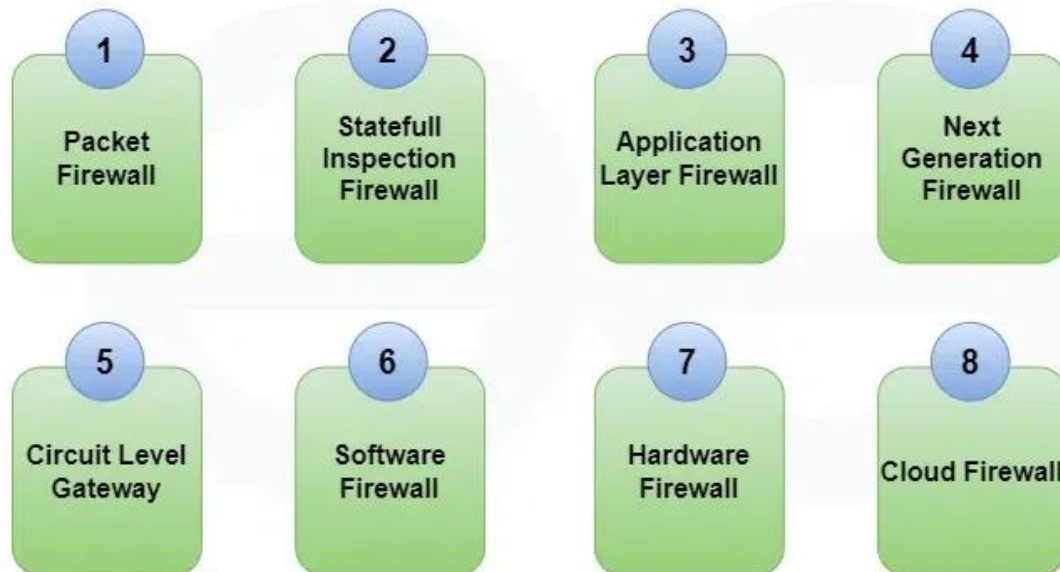 1
Packet
Firewall
2
Statefull
Inspection
Firewall
3
Application
Layer Firewall
4
Next
Generation
Firewall
5
Circuit Level
Gateway
6
Software
Firewall
7
Hardware
Firewall
8
Cloud Firewall